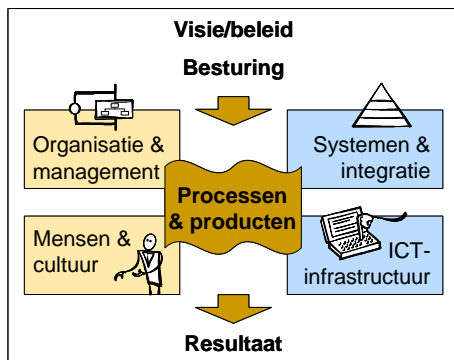 Visie/beleid
Besturing
Organisatie &
management
Systemen &
integratie
Processen
& producten
Mensen &
cultuur
ICT-
infrastructuur
Resultaat